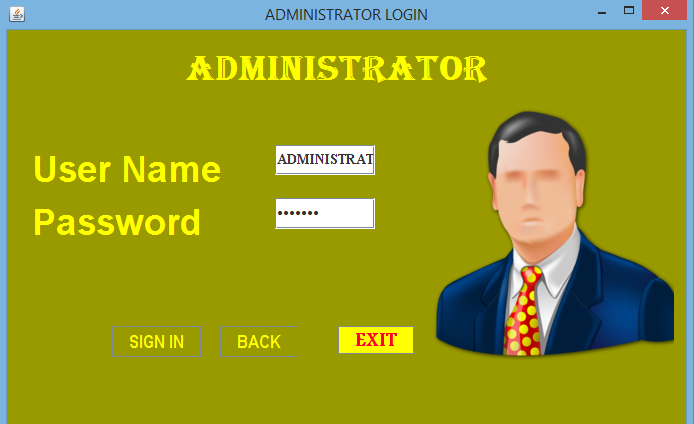 ADMINISTRATOR LOGIN
ADMINISTRATOR
User Name
ADMINISTRAT
Password
•••••••
SIGN IN
BACK
EXIT